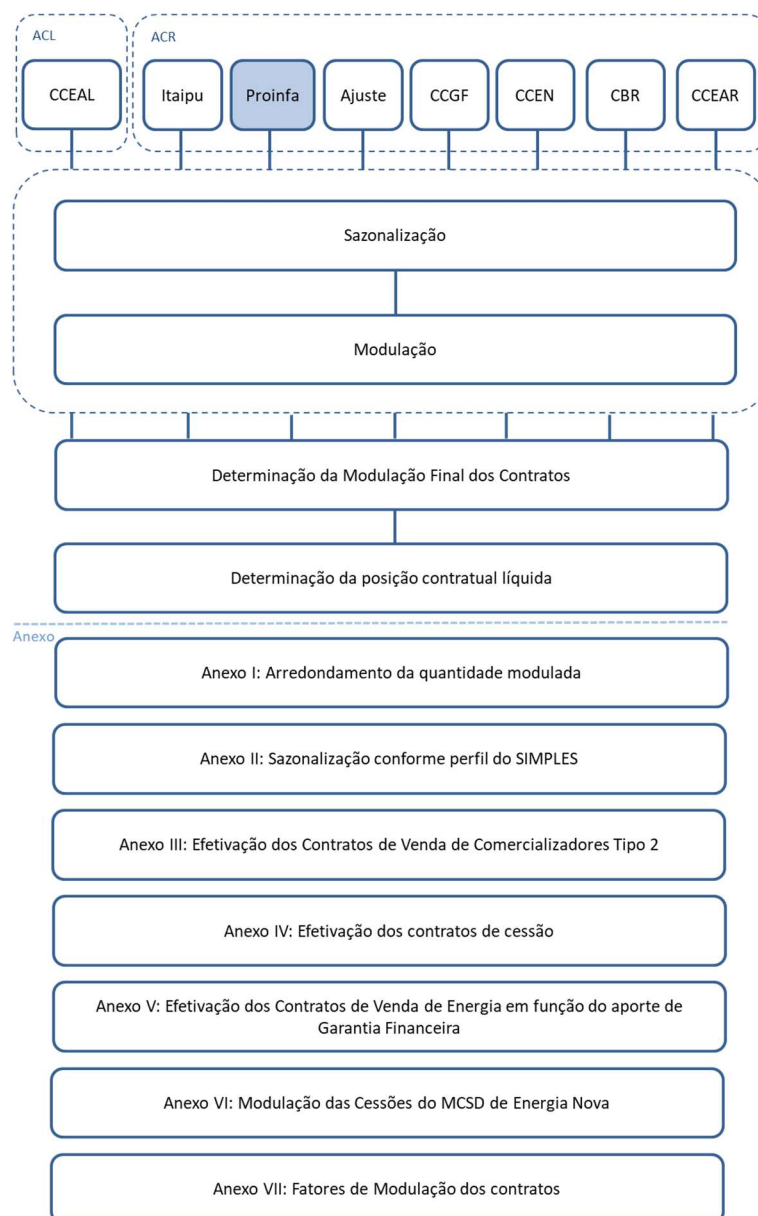 ACL
ACR
CCEAL
Itaipu
Proinfa
Ajuste
CCGF
CCEN
CBR
CCEAR
Sazonalização
Modulação
Determinação da Modulação Final dos Contratos
Determinação da posição contratual líquida
Anexo
Anexo I: Arredondamento da quantidade modulada
Anexo II: Sazonalização conforme perfil do SIMPLES
Anexo III: Efetivação dos Contratos de Venda de Comercializadores Tipo 2
Anexo IV: Efetivação dos contratos de cessão
Anexo V: Efetivação dos Contratos de Venda de Energia em função do aporte de
Garantia Financeira
Anexo VI: Modulação das Cessões do MCSD de Energia Nova
Anexo VII: Fatores de Modulação dos contratos